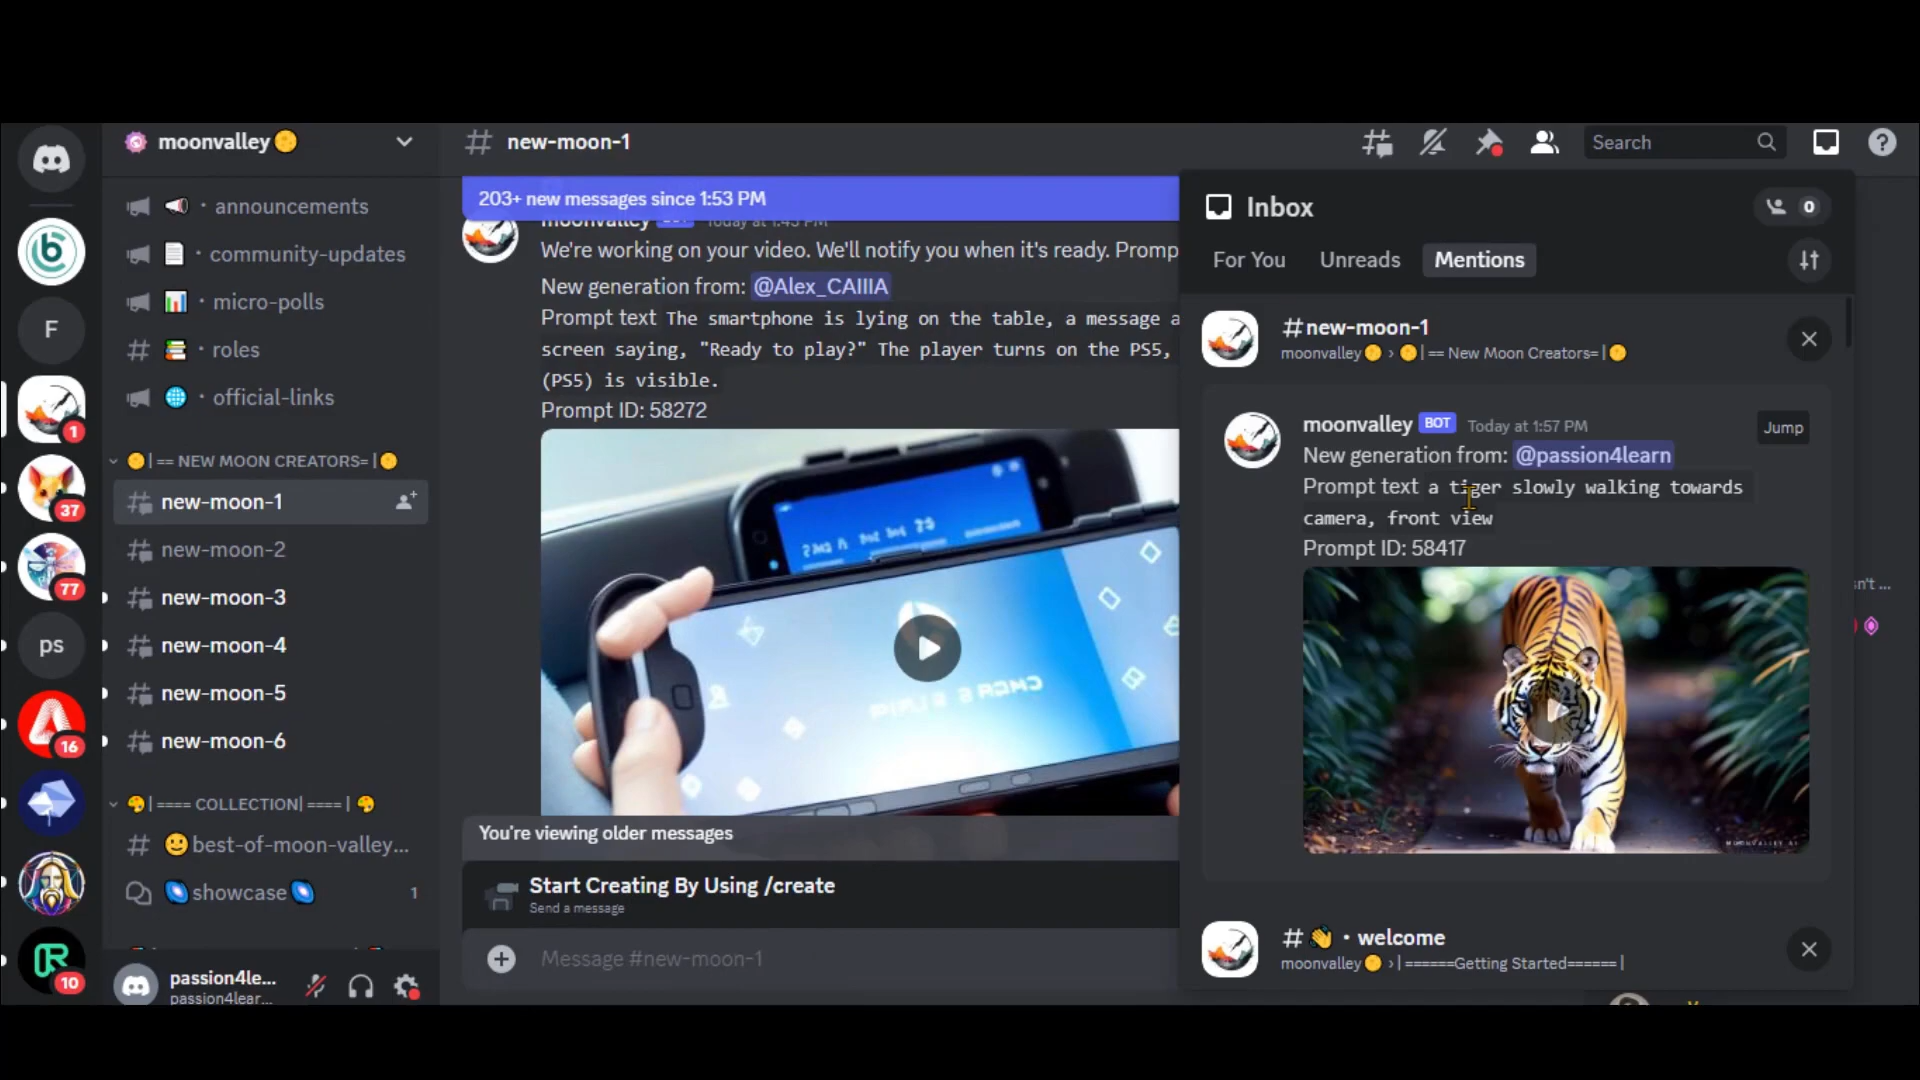 moonvalley
announcements
community-updates
micro-polls
roles
official-links
== NEW MOON CREATORS= |
new-moon-1
new-moon-2
new-moon-3
new-moon-4
new-moon-5
new-moon-6
|==== COLLECTION| ==== |
best-of-moon-valley...
showcase 1
passion4le...
passion4lear...
F
1
37
77
ps
16
10
new-moon-1
Search
203+ new messages since 1:53 PM
We're working on your video. We'll notify you when it's ready. Promp
New generation from: @Alex_CAIIIA
Prompt text The smartphone is lying on the table, a message a
screen saying, "Ready to play?" The player turns on the PS5,
(PS5) is visible.
Prompt ID: 58272
You're viewing older messages
Start Creating By Using /create
Send a message
Message #new-moon-1
Inbox
0
For You Unreads Mentions
#new-moon-1
moonvalley › | == New Moon Creators= |
moonvalley BOT Today at 1:57 PM Jump
New generation from: @passion4learn
Prompt text a tiger slowly walking towards
camera, front view
Prompt ID: 58417
MOONVALLEY AI
# • welcome
moonvalley › | ======Getting Started====== |
sn't ...